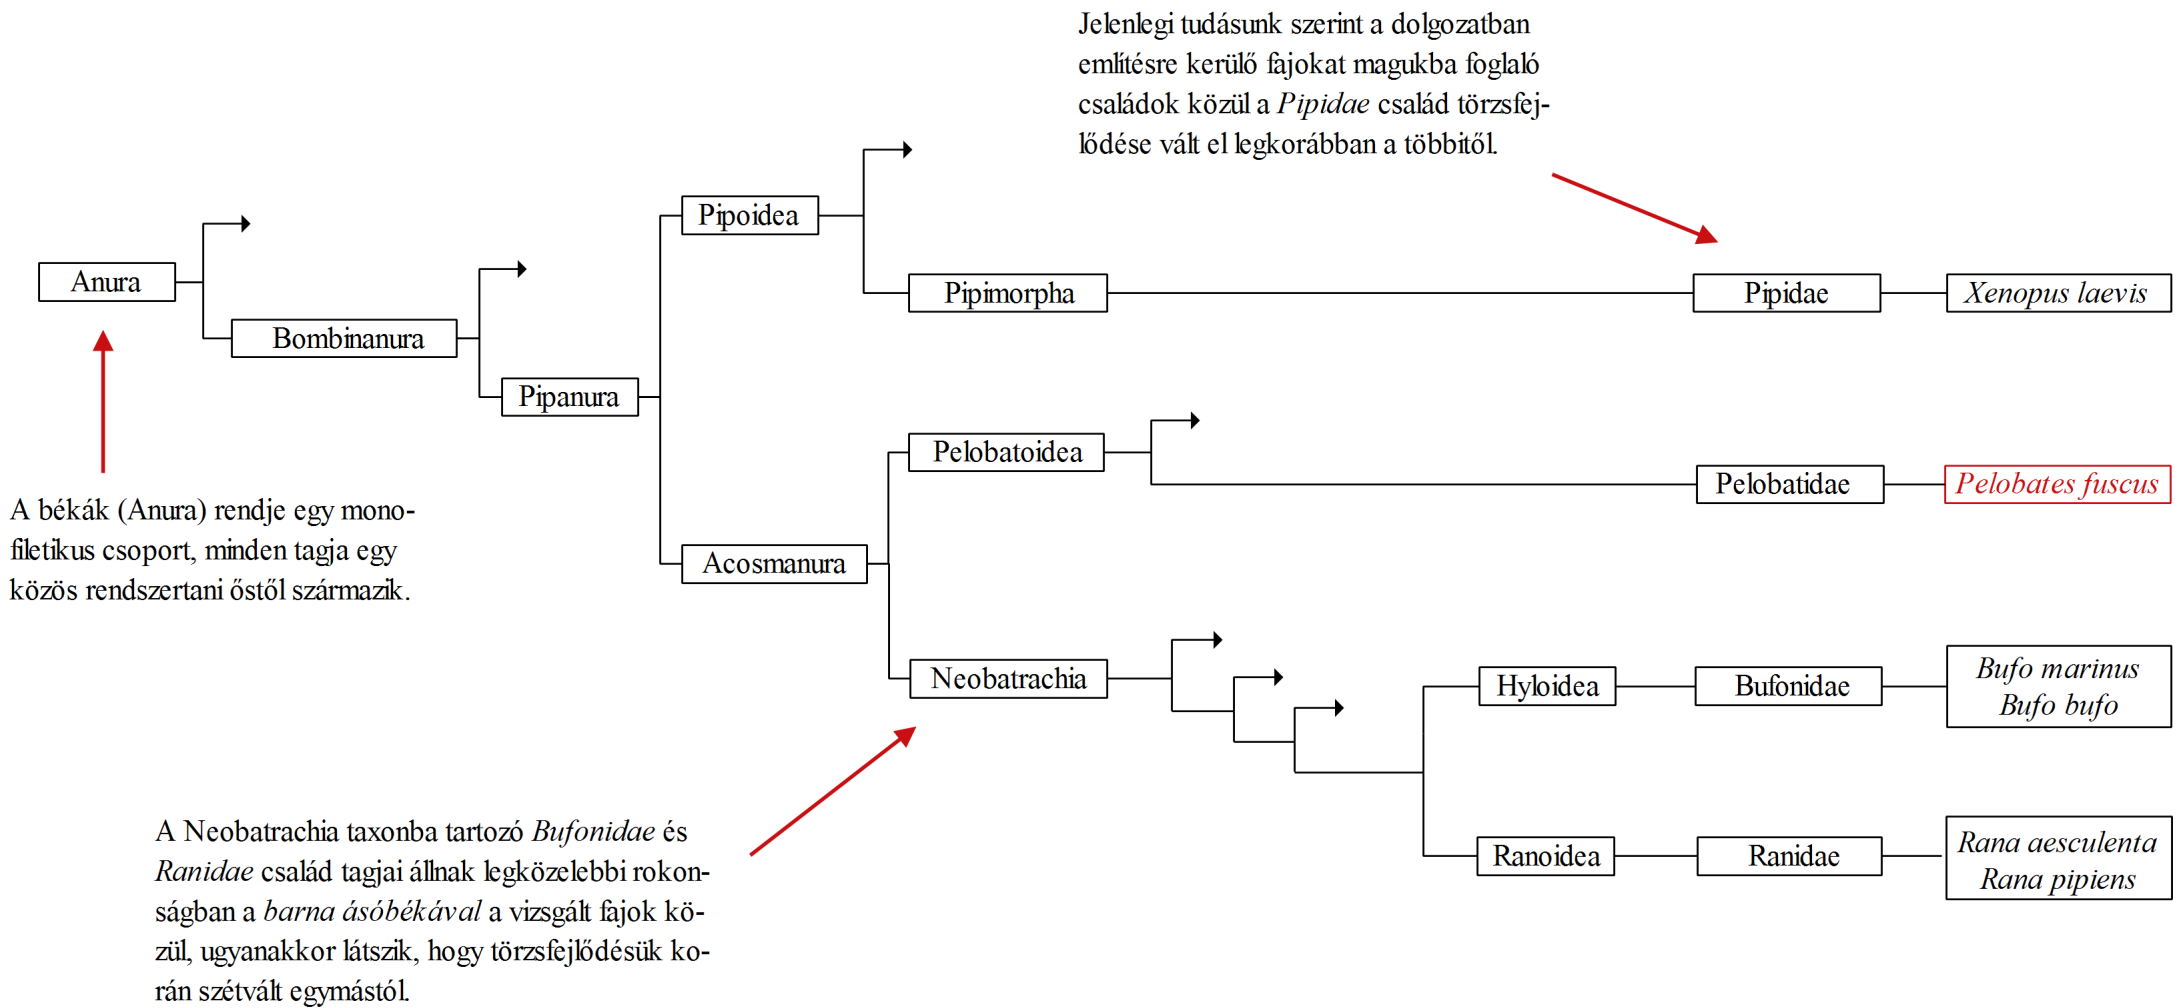 Jelenlegi tudásunk szerint a dolgozatban
említésre kerülő fajokat magukba foglaló
családok közül a Pipidae család törzsfej-
lődése vált el legkorábban a többitől.
Pipoidea
Anura
Pipimorpha
Pipidae
Xenopus laevis
Bombinanura
Pipanura
Pelobatoidea
Pelobatidae
Pelobates fuscus
A békák (Anura) rendje egy mono-
filetikus csoport, minden tagja egy
közös rendszertani őstől származik.
Acosmanura
Neobatrachia
Hyloidea
Bufonidae
Bufo marinus
Bufo bufo
A Neobatrachia taxonba tartozó Bufonidae és
Ranidae család tagjai állnak legközelebbi rokon-
ságban a barna ásóbékával a vizsgált fajok kö-
zül, ugyanakkor látszik, hogy törzsfejlődésük ko-
rán szétvált egymástól.
Ranoidea
Ranidae
Rana aesculenta
Rana pipiens